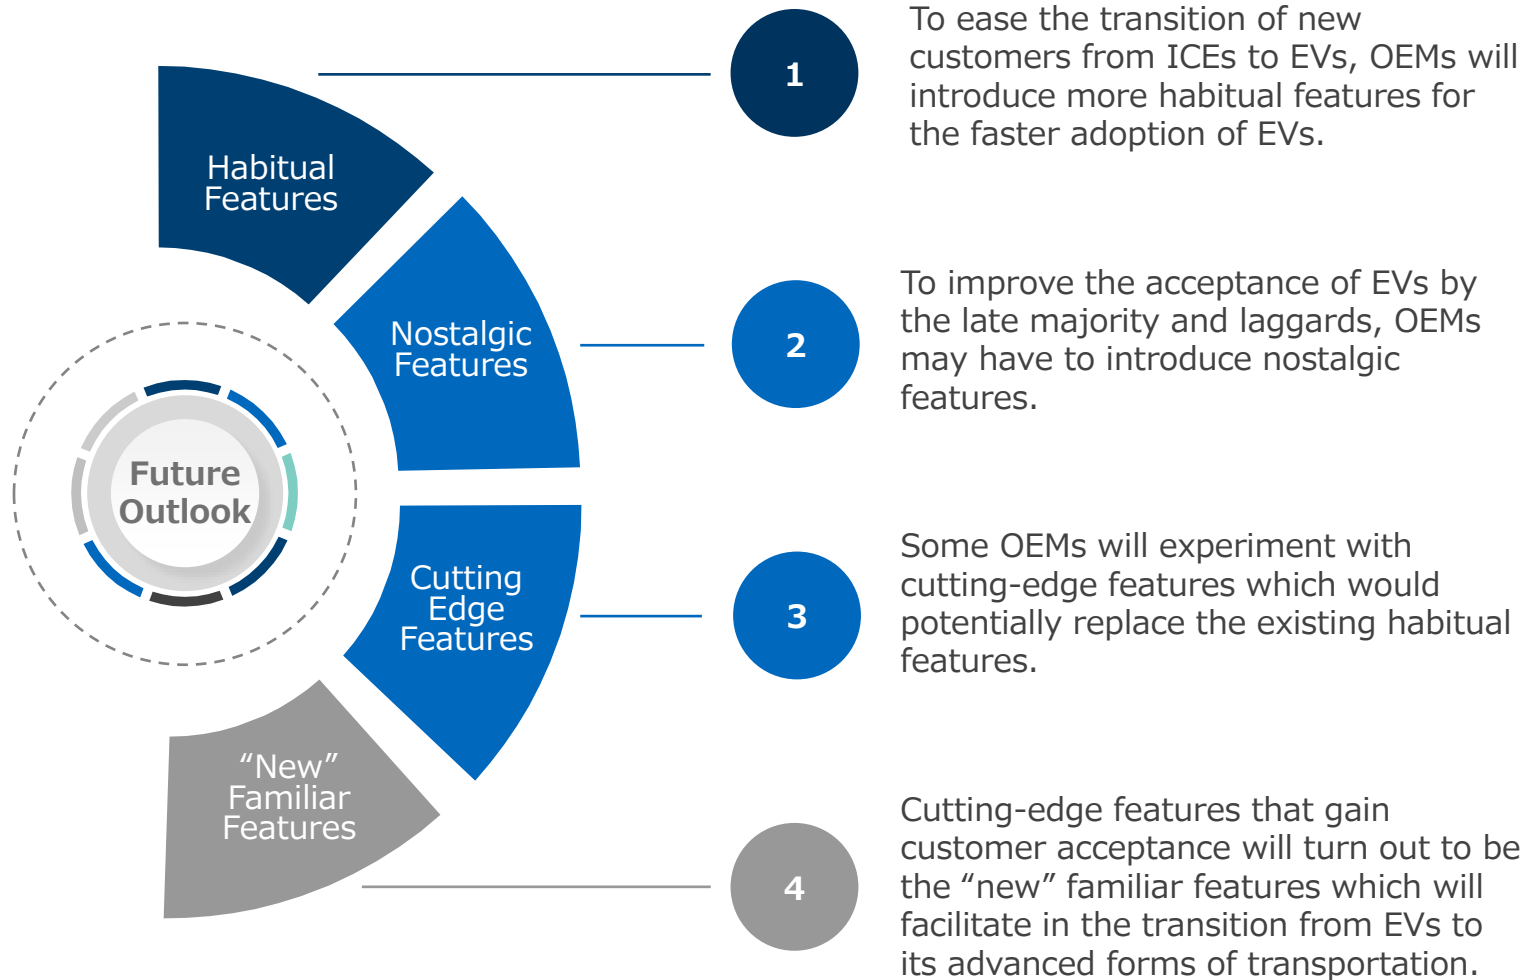 Habitual
Features
Nostalgic
Features
Cutting
Edge
Features
“New”
Familiar
Features
Future
Outlook
1
To ease the transition of new
customers from ICEs to EVs, OEMs will
introduce more habitual features for
the faster adoption of EVs.
2
To improve the acceptance of EVs by
the late majority and laggards, OEMs
may have to introduce nostalgic
features.
3
Some OEMs will experiment with
cutting-edge features which would
potentially replace the existing habitual
features.
4
Cutting-edge features that gain
customer acceptance will turn out to be
the “new” familiar features which will
facilitate in the transition from EVs to
its advanced forms of transportation.